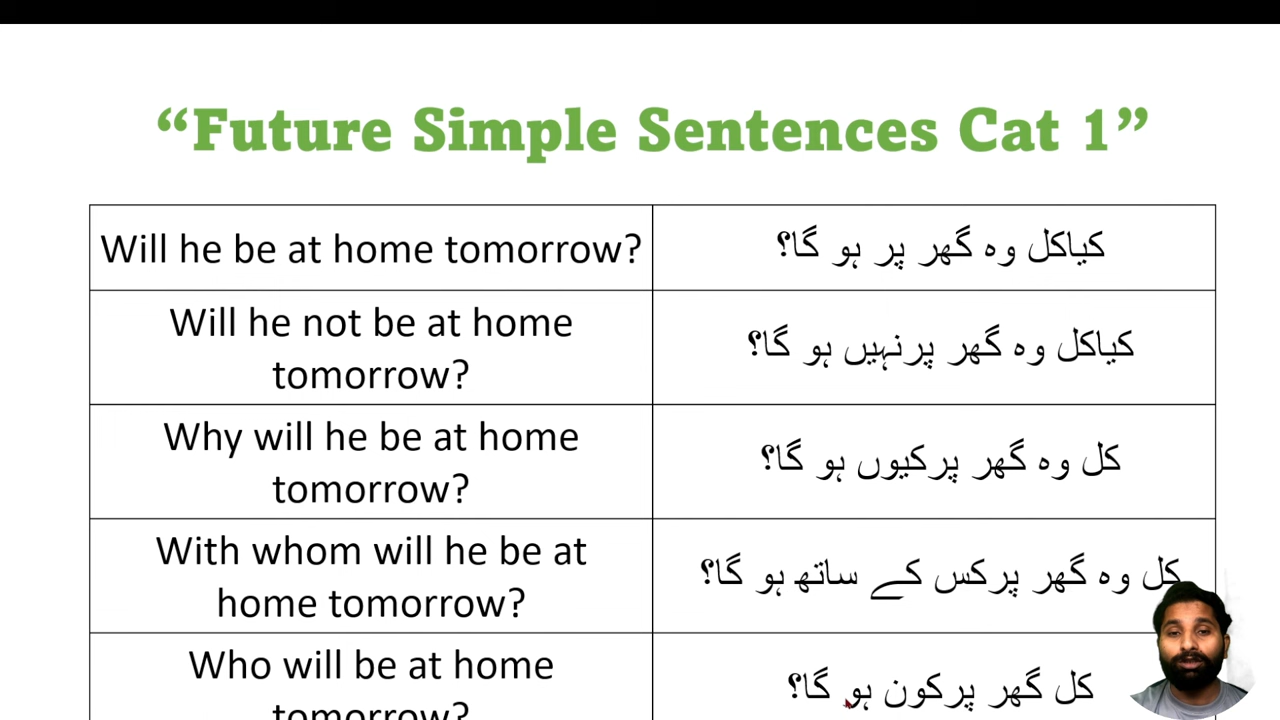 “Future Simple Sentences Cat 1”
Will he be at home tomorrow?
کیاکل وہ گھر پر ہو گا؟
Will he not be at home
tomorrow?
کیاکل وہ گھر پرنہیں ہو گا؟
Why will he be at home
tomorrow?
کل وہ گھر پرکیوں ہو گا؟
With whom will he be at
home tomorrow?
کل وہ گھر پرکس کے ساتھ ہو گا؟
Who will be at home
tomorrow?
کل گھر پرکون ہو گا؟